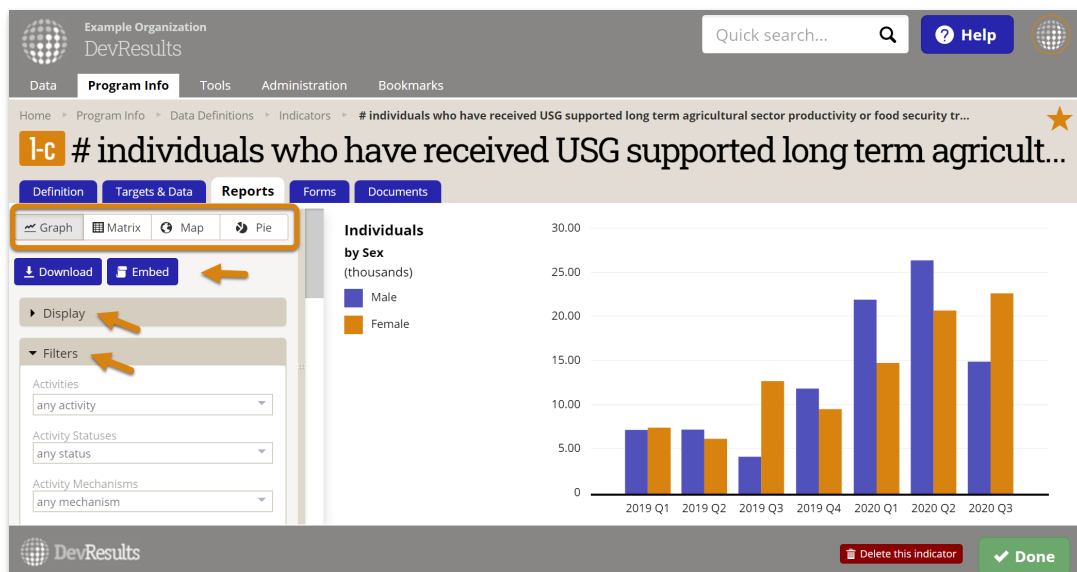 Example Organization
DevResults
Quick search...
? Help
Data Program Info Tools Administration Bookmarks
Home Program Info Data Definitions Indicators # individuals who have received USG supported long term agricultural sector productivity or food security tr...
1-c # individuals who have received USG supported long term agricult...
Definition Targets & Data Reports Forms Documents
Graph Matrix Map Pie
Download Embed
Display
Filters
Activities
any activity
Activity Statuses
any status
Activity Mechanisms
any mechanism
Individuals
by Sex
(thousands)
Male
Female
30.00
25.00
20.00
15.00
10.00
5.00
0
2019 Q1 2019 Q2 2019 Q3 2019 Q4 2020 Q1 2020 Q2 2020 Q3
DevResults
Delete this indicator
Done